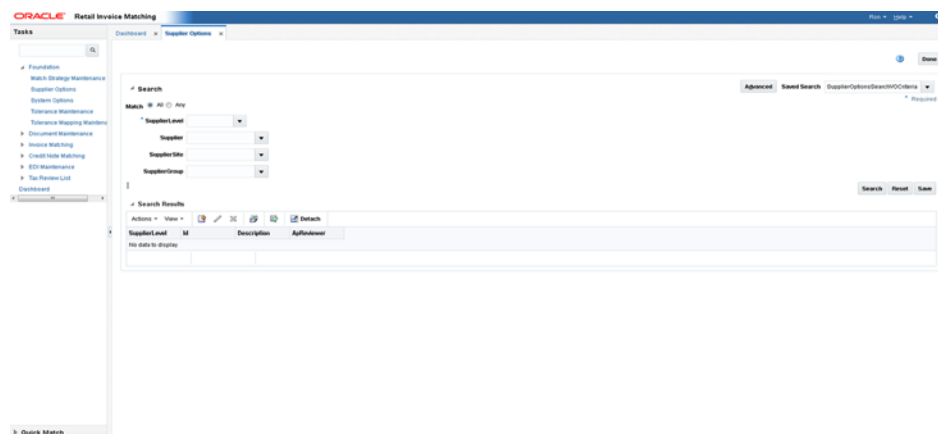 ORACLE® Retail Invoice Matching
Ron Help
Tasks
Dashboard × Supplier Options ×
Done
Foundation
Match Strategy Maintenance
Supplier Options
System Options
Tolerance Maintenance
Tolerance Mapping Maintena
Document Maintenance
Invoice Matching
Credit Note Matching
EDI Maintenance
Tax Review List
Dashboard
Search
Advanced Saved Search SupplierOptionsSearchVOCriteria
* Required
Match All Any
* SupplierLevel
Supplier
SupplierSite
SupplierGroup
Search Reset Save
Search Results
Actions View Detach
SupplierLevel Id Description ApReviewer
No data to display
Quick Match